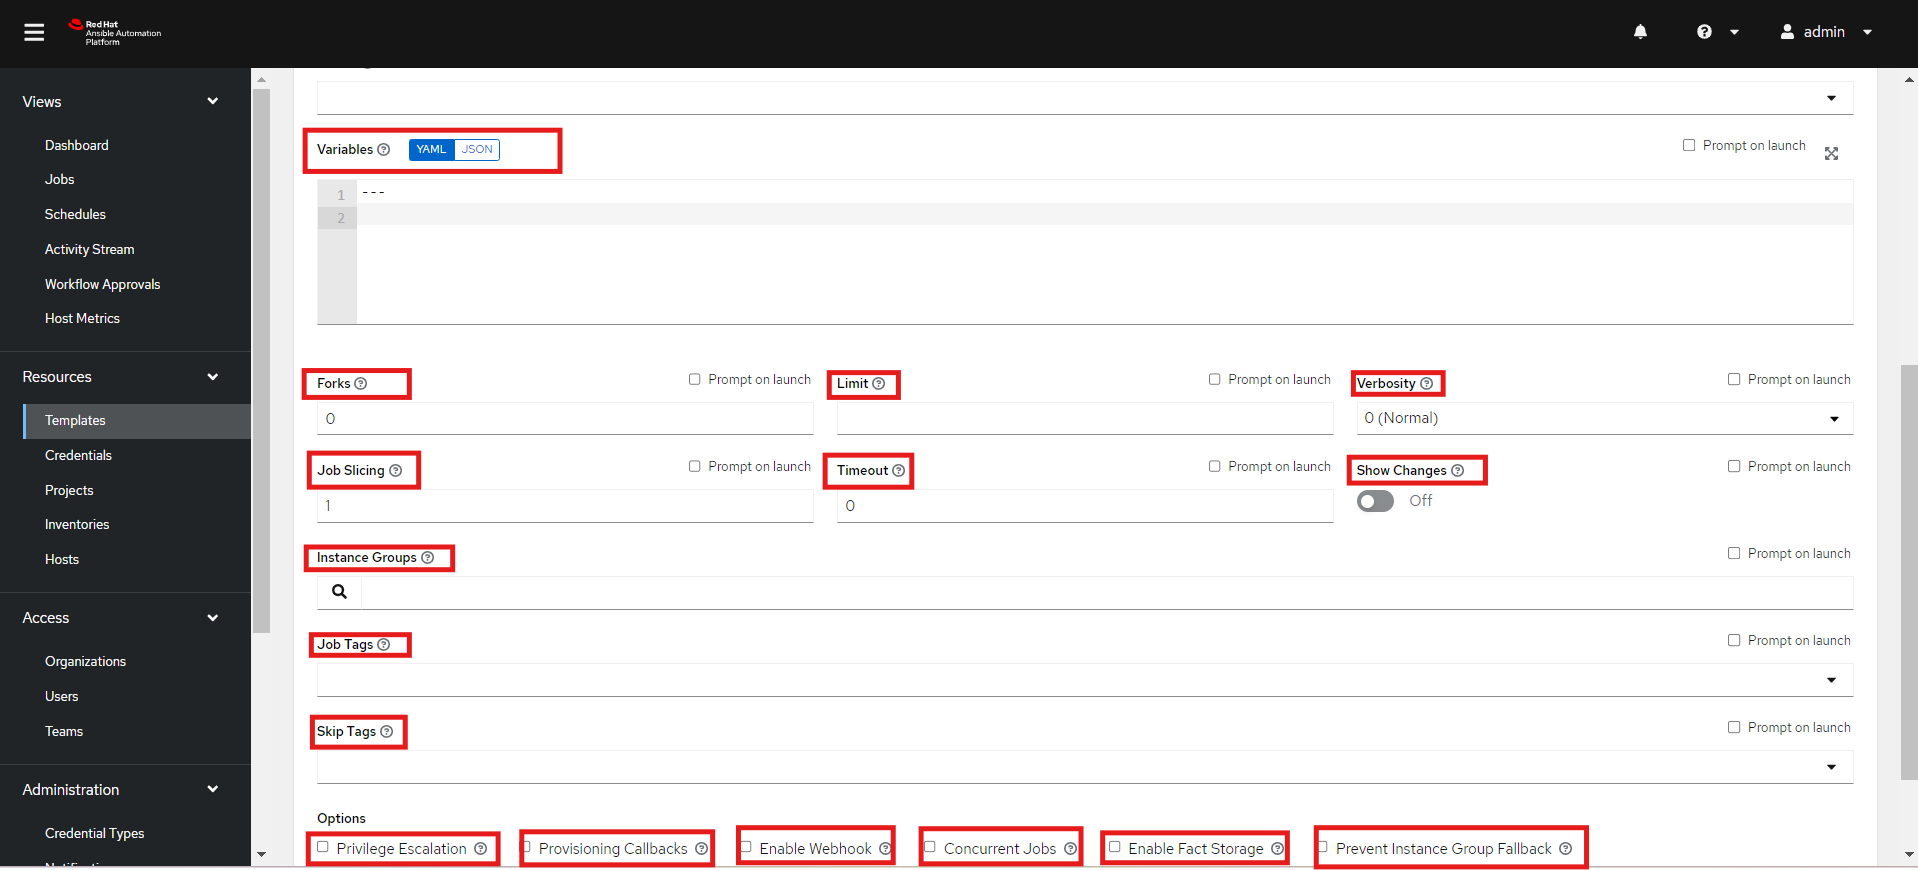 Red Hat
Ansible Automation
Platform
admin
Views
Dashboard
Jobs
Schedules
Activity Stream
Workflow Approvals
Host Metrics
Resources
Templates
Credentials
Projects
Inventories
Hosts
Access
Organizations
Users
Teams
Administration
Credential Types
Variables YAML JSON Prompt on launch
1 ---
2
Forks Prompt on launch Limit Prompt on launch Verbosity Prompt on launch
0 0 (Normal)
Job Slicing Prompt on launch Timeout Prompt on launch Show Changes Prompt on launch
1 0 Off
Instance Groups Prompt on launch
Job Tags Prompt on launch
Skip Tags Prompt on launch
Options
Privilege Escalation Provisioning Callbacks Enable Webhook Concurrent Jobs Enable Fact Storage Prevent Instance Group Fallback